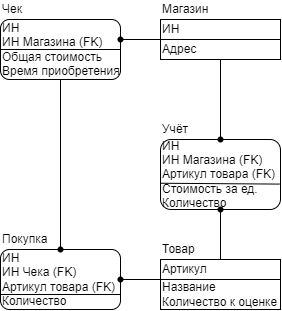 Чек
ИН
ИН Магазина (FK)
Общая стоимость
Время приобретения
Магазин
ИН
Адрес
Учёт
ИН
ИН Магазина (FK)
Артикул товара (FK)
Стоимость за ед.
Количество
Покупка
ИН
ИН Чека (FK)
Артикул товара (FK)
Количество
Товар
Артикул
Название
Количество к оценке